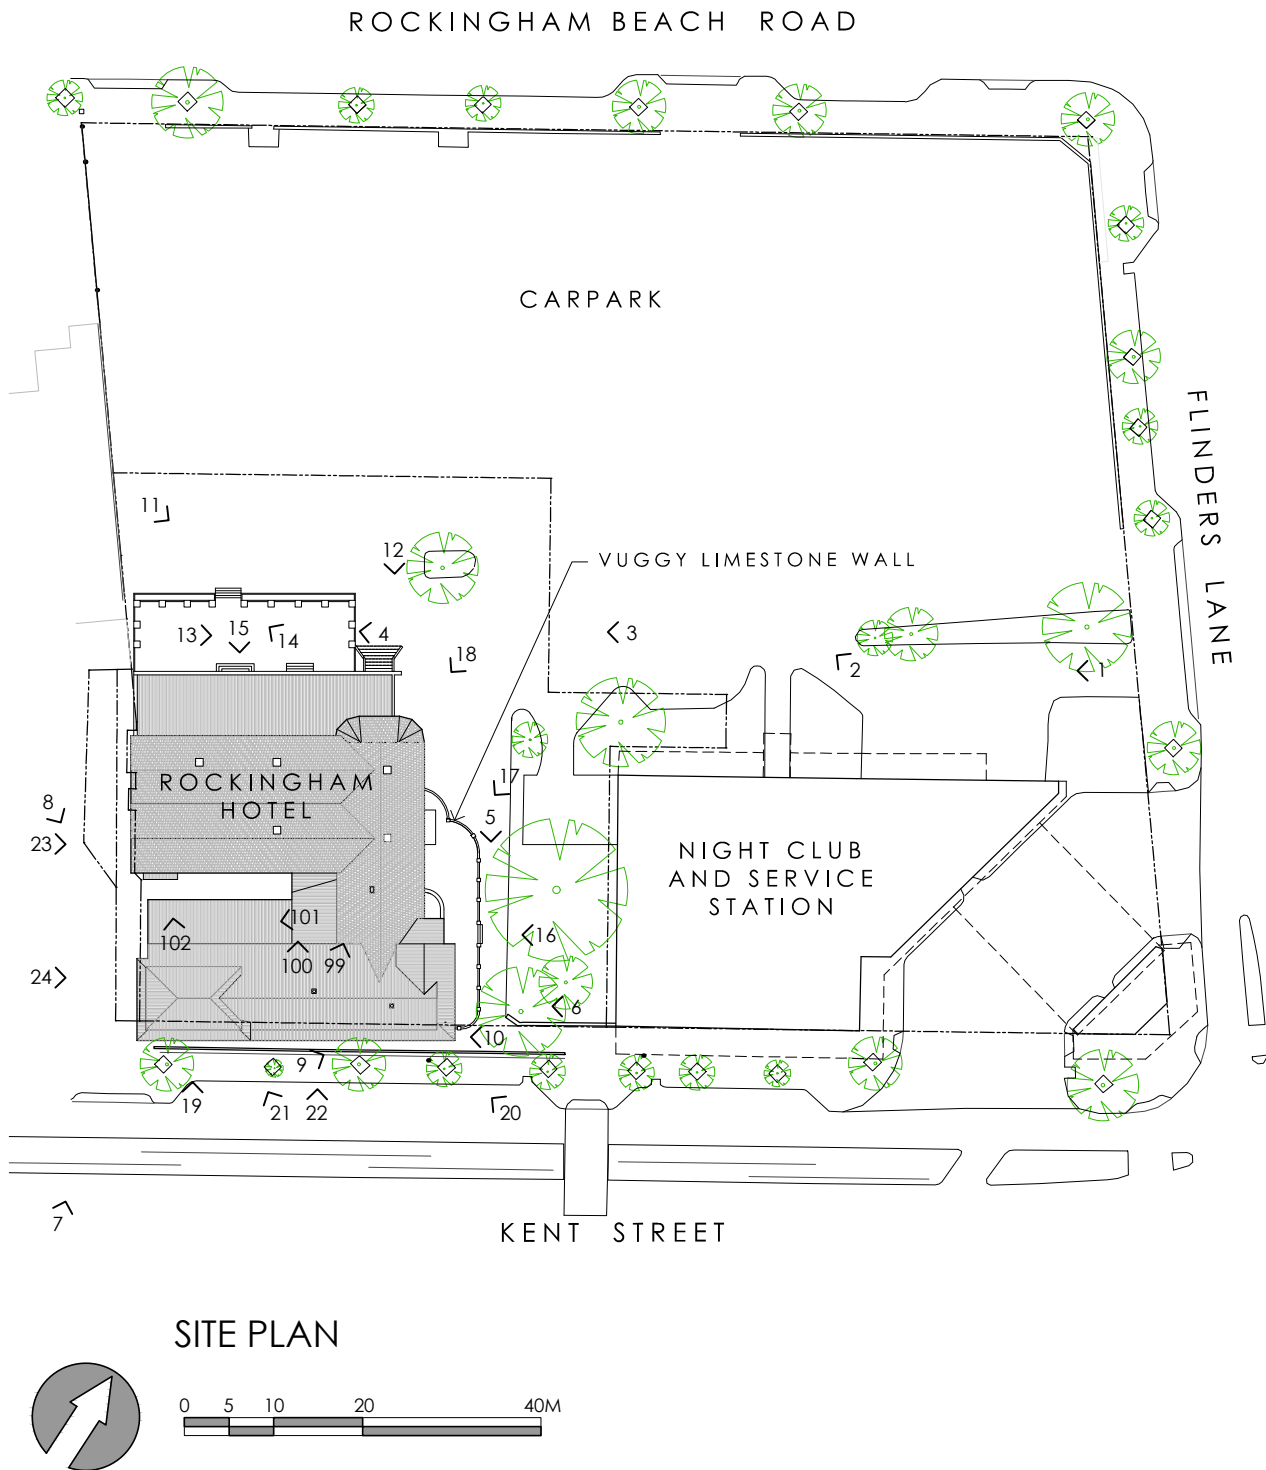 ROCKINGHAM BEACH ROAD
CARPARK
FLINDERS LANE
11
12
VUGGY LIMESTONE WALL
13
15
14
4
3
18
2
1
ROCKINGHAM
HOTEL
17
8
5
23
NIGHT CLUB
AND SERVICE
STATION
101
102
100
99
16
24
6
10
9
19
21
22
20
7
KENT STREET
SITE PLAN
0 5 10 20 40M